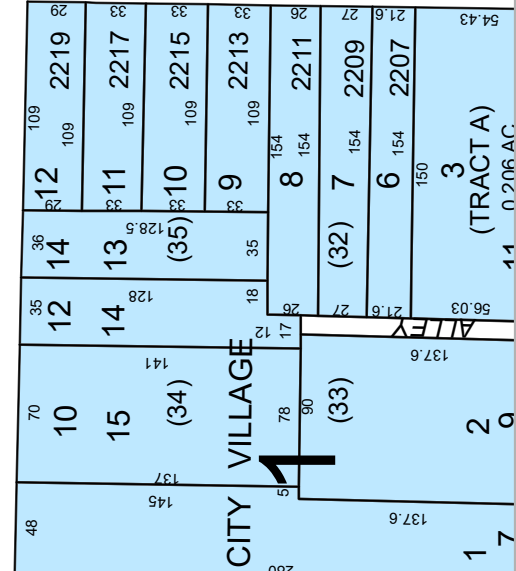 29 33 33 33 26 27 21.6 54.43
2219 2217 2215 2213 2211 2209 2207
109 109 109 109 109 154 154 154 154 150
12 11 10 9 8 7 6 3
(TRACT A)
0.206 AC
11
29 33 33 33
36 14 13 128.5 (35) 35 (32)
26 27 21.6 56.03
35 12 14 128 18
12 17 ALLEY
141 137.6
70 10 15 (34) 78 90 (33) 2 9
CITY VILLAGE
1
137
145 5 137.6
48 1 7